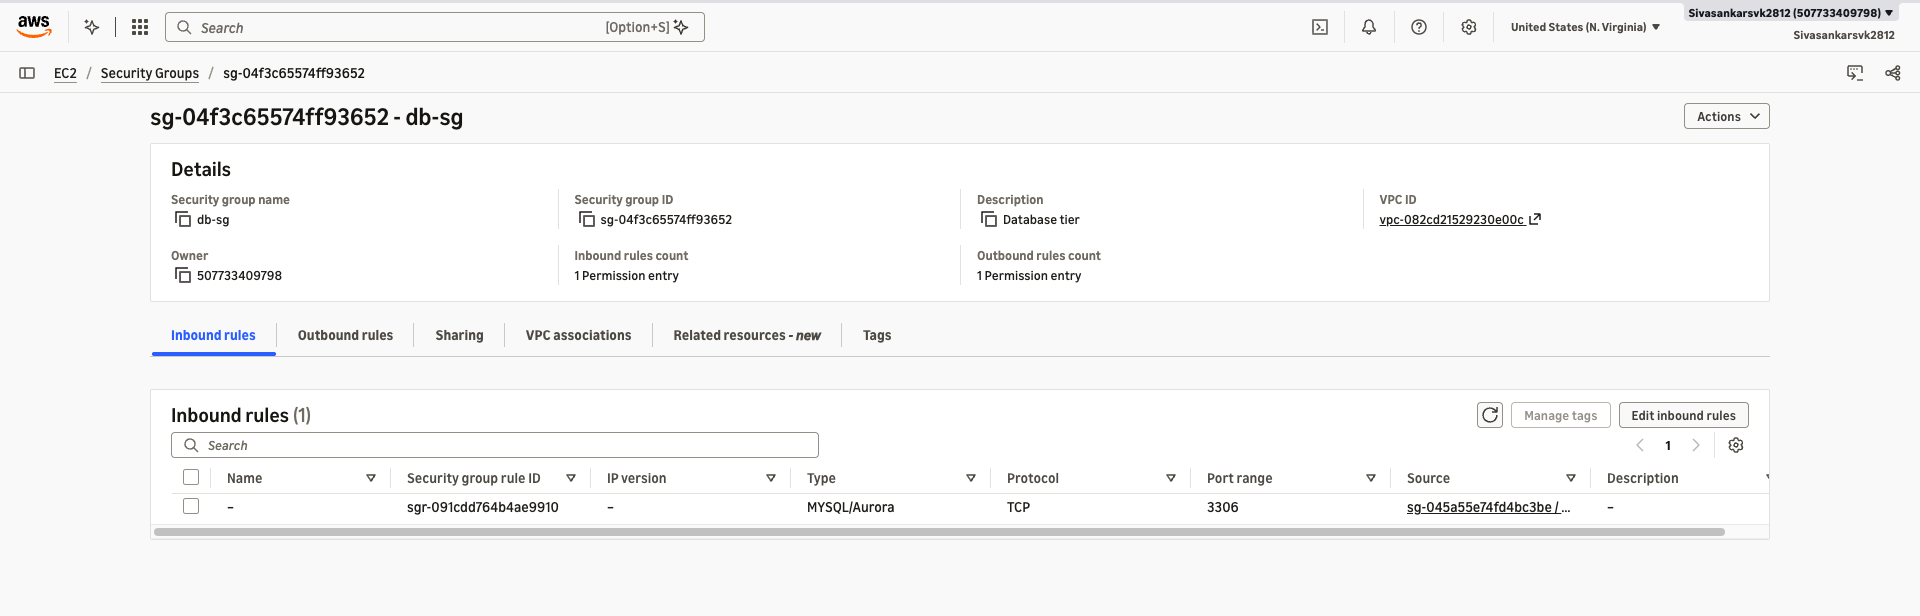 aws
Search [Option+S]
United States (N. Virginia)
Sivasankarsvk2812 (507733409798)
Sivasankarsvk2812
EC2 / Security Groups / sg-04f3c65574ff93652
sg-04f3c65574ff93652 - db-sg
Actions
Details
Security group name
db-sg
Security group ID
sg-04f3c65574ff93652
Description
Database tier
VPC ID
vpc-082cd21529230e00c
Owner
507733409798
Inbound rules count
1 Permission entry
Outbound rules count
1 Permission entry
Inbound rules Outbound rules Sharing VPC associations Related resources - new Tags
Inbound rules (1)
Manage tags Edit inbound rules
Search
1
Name Security group rule ID IP version Type Protocol Port range Source Description
– sgr-091cdd764b4ae9910 – MYSQL/Aurora TCP 3306 sg-045a55e74fd4bc3be / ... –